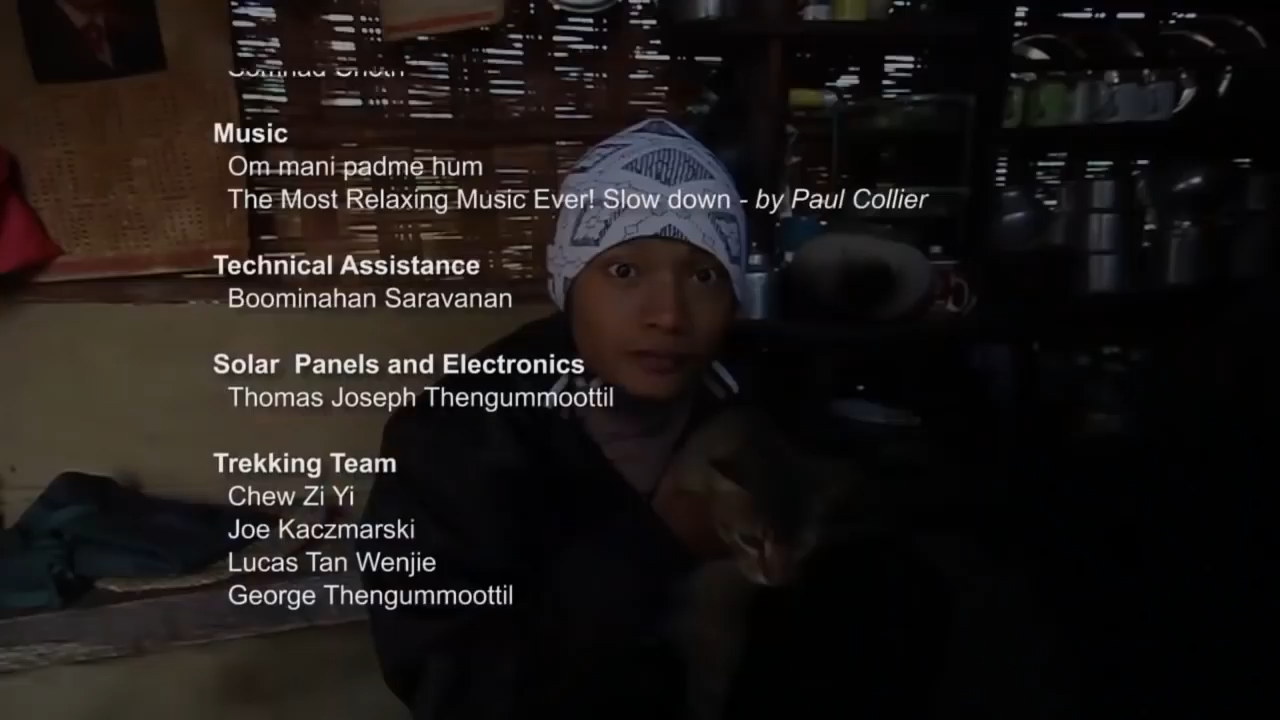 Music
Om mani padme hum
The Most Relaxing Music Ever! Slow down - by Paul Collier
Technical Assistance
Boominahan Saravanan
Solar Panels and Electronics
Thomas Joseph Thengummoottil
Trekking Team
Chew Zi Yi
Joe Kaczmarski
Lucas Tan Wenjie
George Thengummoottil